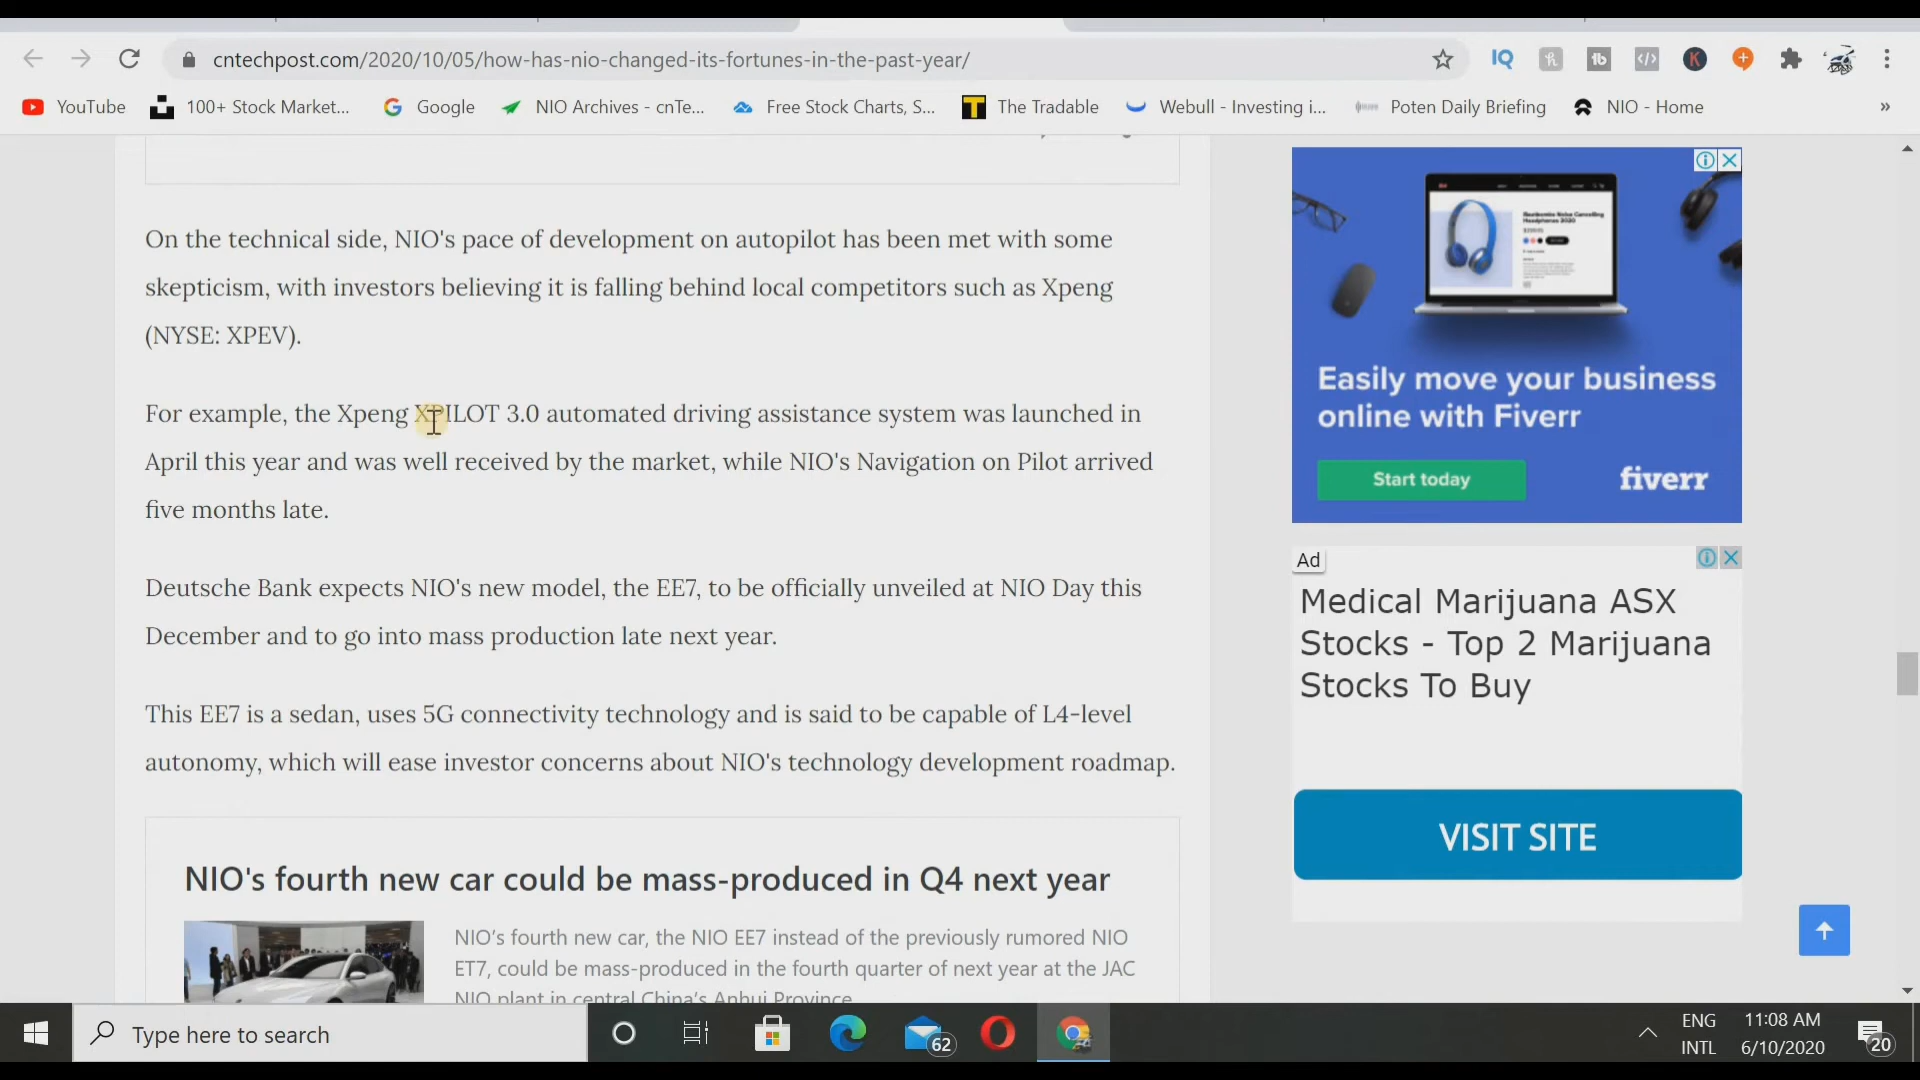 cntechpost.com/2020/10/05/how-has-nio-changed-its-fortunes-in-the-past-year/
IQ
tb
</>
K
YouTube
100+ Stock Market...
Google
NIO Archives - cnTe...
Free Stock Charts, S...
The Tradable
Webull - Investing i...
Poten Daily Briefing
NIO - Home
»
On the technical side, NIO's pace of development on autopilot has been met with some
skepticism, with investors believing it is falling behind local competitors such as Xpeng
(NYSE: XPEV).
For example, the Xpeng XPILOT 3.0 automated driving assistance system was launched in
April this year and was well received by the market, while NIO's Navigation on Pilot arrived
five months late.
Deutsche Bank expects NIO's new model, the EE7, to be officially unveiled at NIO Day this
December and to go into mass production late next year.
This EE7 is a sedan, uses 5G connectivity technology and is said to be capable of L4-level
autonomy, which will ease investor concerns about NIO's technology development roadmap.
NIO's fourth new car could be mass-produced in Q4 next year
NIO's fourth new car, the NIO EE7 instead of the previously rumored NIO
ET7, could be mass-produced in the fourth quarter of next year at the JAC
NIO plant in central China's Anhui Province
Easily move your business
online with Fiverr
Start today
fiverr
Ad
Medical Marijuana ASX
Stocks - Top 2 Marijuana
Stocks To Buy
VISIT SITE
Type here to search
62
ENG
INTL
11:08 AM
6/10/2020
20